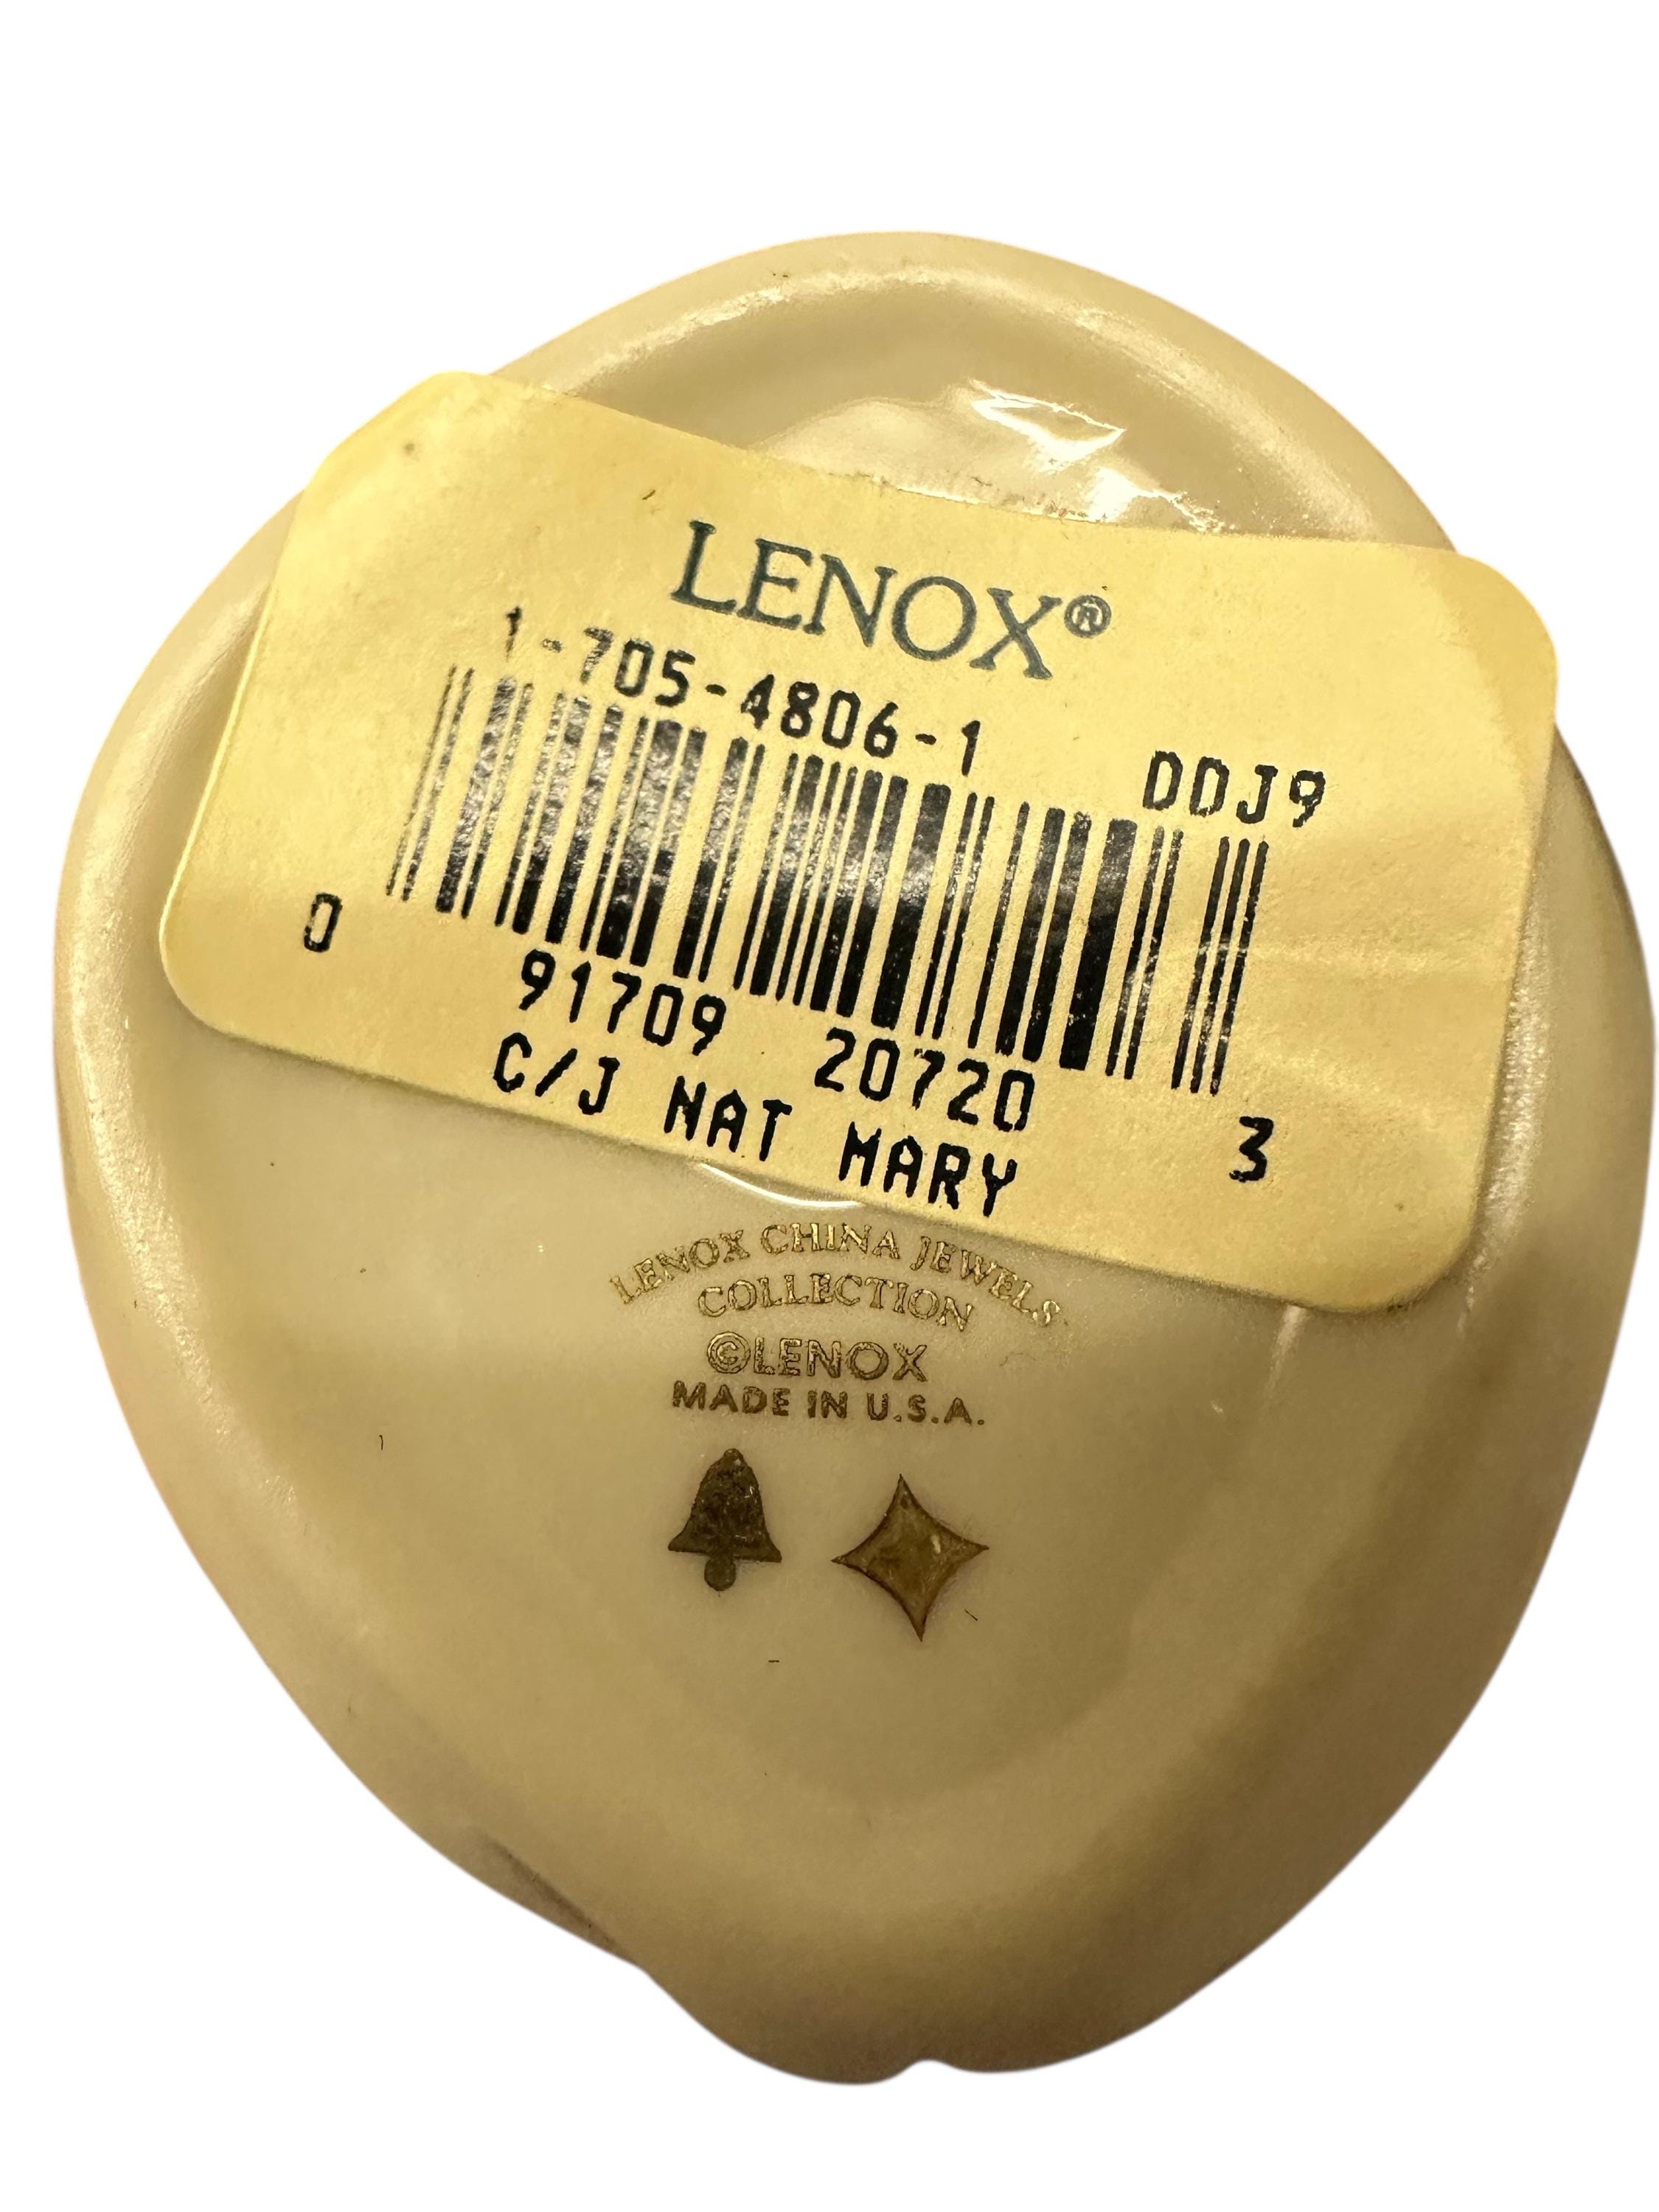 LENOX®
1-705-4806-1 DDJ9
0 91709 20720 3
C/J NAT MARY
LENOX CHINA JEWELS
COLLECTION
©LENOX
MADE IN U.S.A.